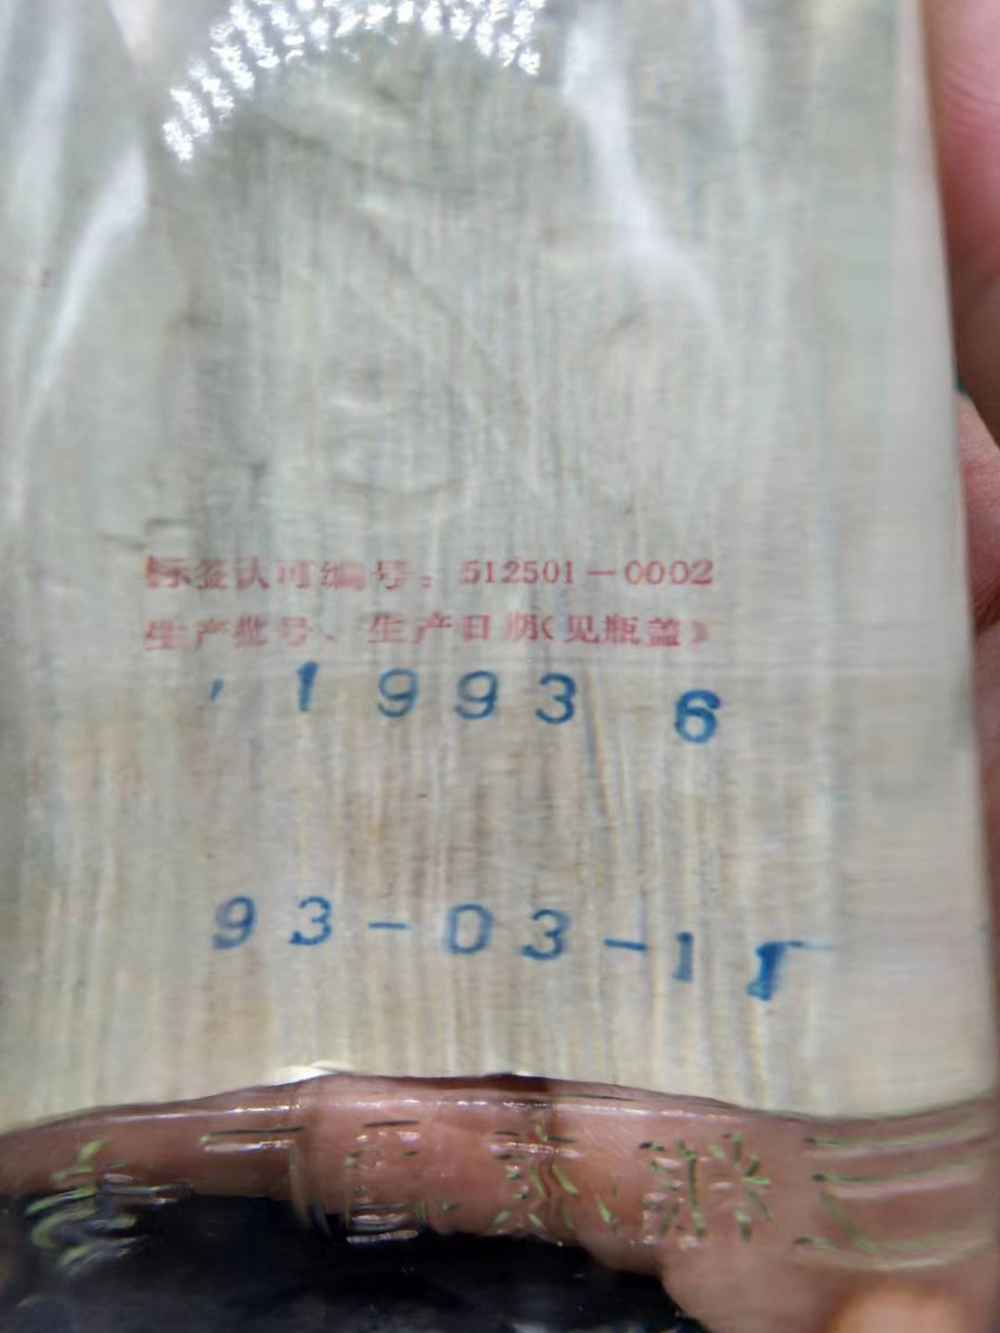 标签认可编号：512501－0002
生产批号、生产日期（见瓶盖）
1993 6
93-03-11